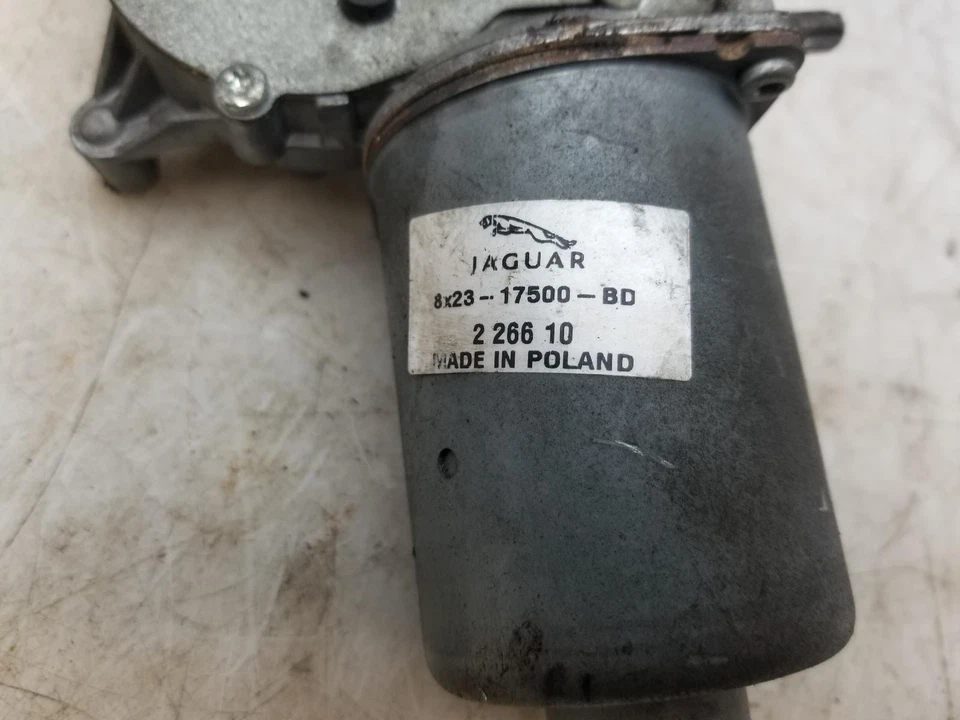 JAGUAR
8x23-17500-BD
2 266 10
MADE IN POLAND